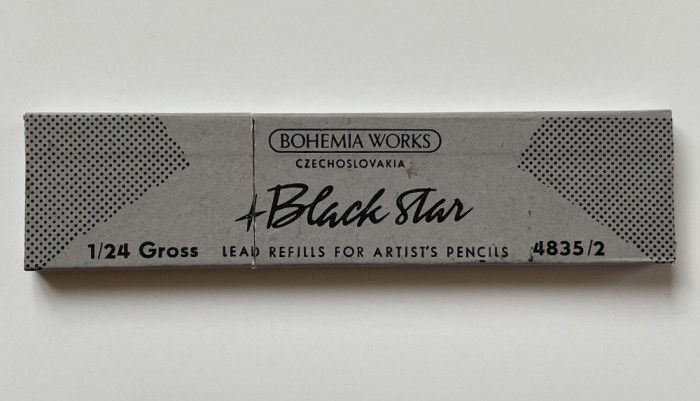 BOHEMIA WORKS
CZECHOSLOVAKIA
Black Star
1/24 Gross LEAD REFILLS FOR ARTIST'S PENCILS 4835/2